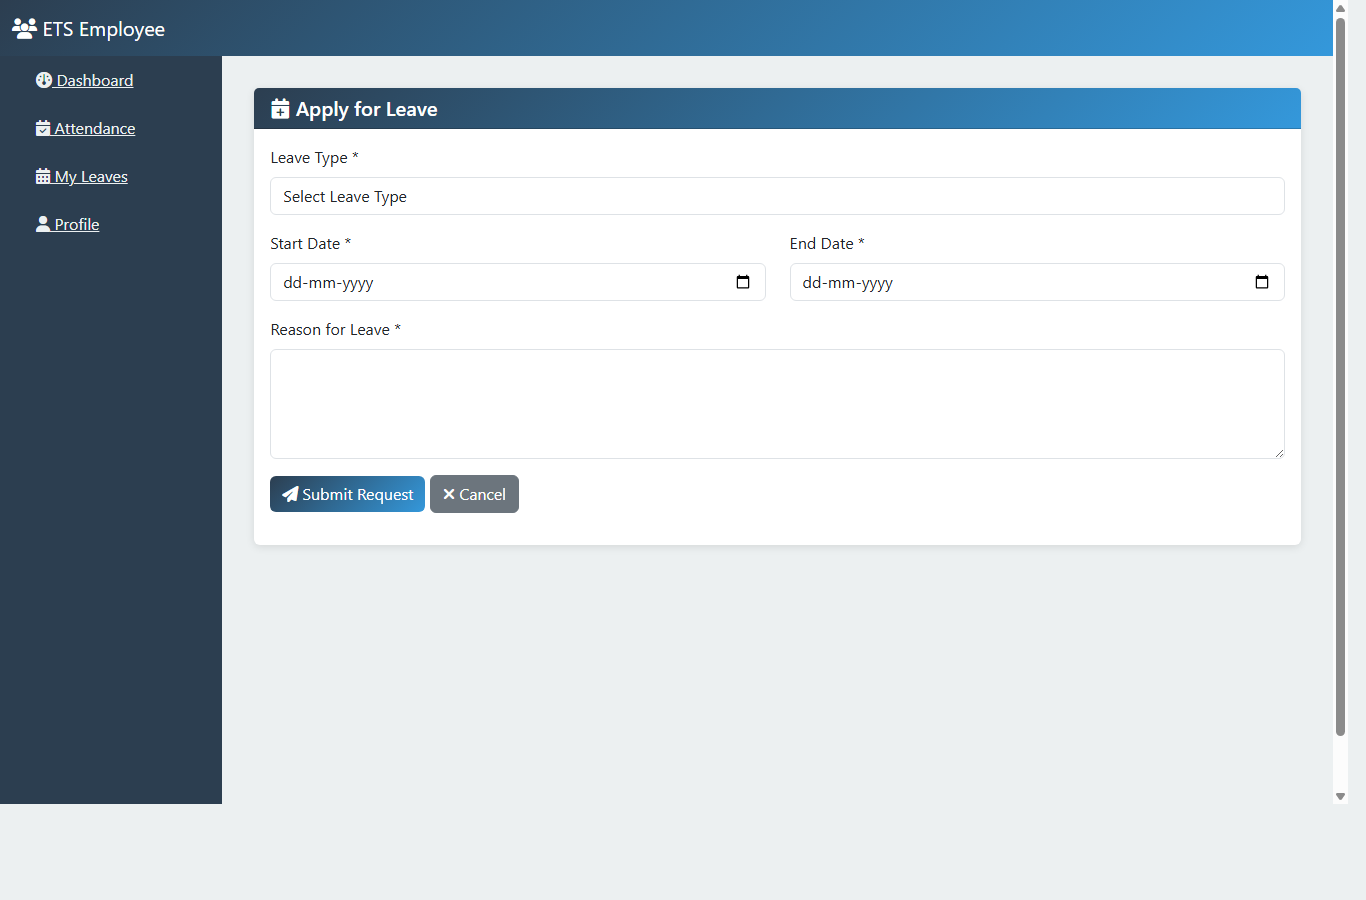 ETS Employee
Dashboard
Attendance
My Leaves
Profile
Apply for Leave
Leave Type *
Select Leave Type
Start Date *
End Date *
dd-mm-yyyy
dd-mm-yyyy
Reason for Leave *
Submit Request
Cancel